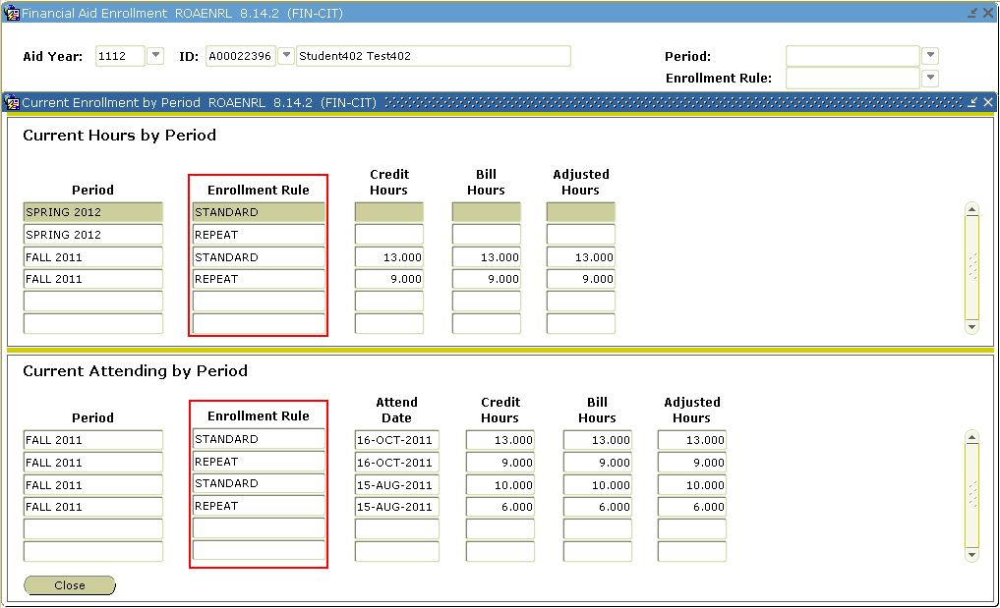 Financial Aid Enrollment ROAENRL 8.14.2 (FIN-CIT)
Aid Year: 1112 ID: A00022396 Student402 Test402 Period:
Enrollment Rule:
Current Enrollment by Period ROAENRL 8.14.2 (FIN-CIT)
Current Hours by Period
Period Enrollment Rule Credit Hours Bill Hours Adjusted Hours
SPRING 2012 STANDARD
SPRING 2012 REPEAT
FALL 2011 STANDARD 13.000 13.000 13.000
FALL 2011 REPEAT 9.000 9.000 9.000
Current Attending by Period
Period Enrollment Rule Attend Date Credit Hours Bill Hours Adjusted Hours
FALL 2011 STANDARD 16-OCT-2011 13.000 13.000 13.000
FALL 2011 REPEAT 16-OCT-2011 9.000 9.000 9.000
FALL 2011 STANDARD 15-AUG-2011 10.000 10.000 10.000
FALL 2011 REPEAT 15-AUG-2011 6.000 6.000 6.000
Close